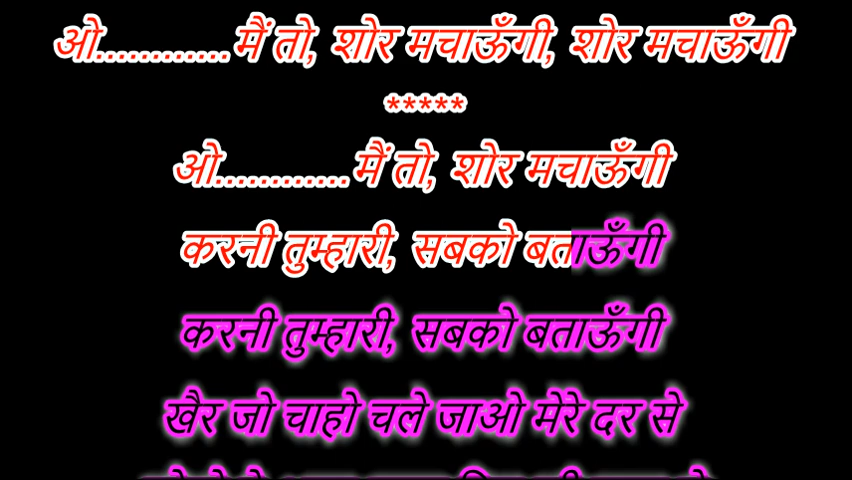 ओ............मैं तो, शोर मचाऊँगी, शोर मचाऊँगी
*****
ओ............मैं तो, शोर मचाऊँगी
करनी तुम्हारी, सबको बताऊँगी
करनी तुम्हारी, सबको बताऊँगी
खैर जो चाहो चले जाओ मेरे दर से